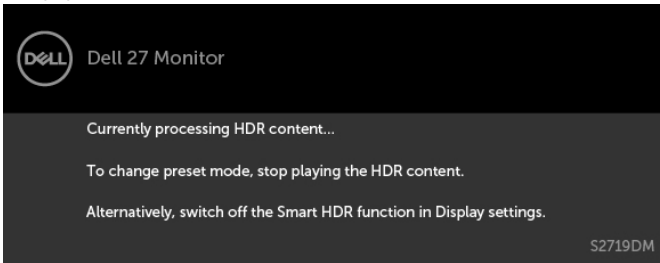 DELL
Dell 27 Monitor
Currently processing HDR content...
To change preset mode, stop playing the HDR content.
Alternatively, switch off the Smart HDR function in Display settings.
S2719DM